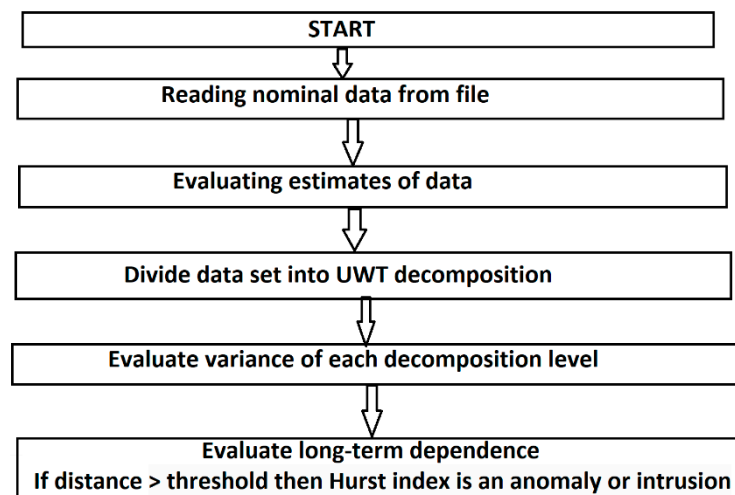 START
Reading nominal data from file
Evaluating estimates of data
Divide data set into UWT decomposition
Evaluate variance of each decomposition level
Evaluate long-term dependence
If distance > threshold then Hurst index is an anomaly or intrusion